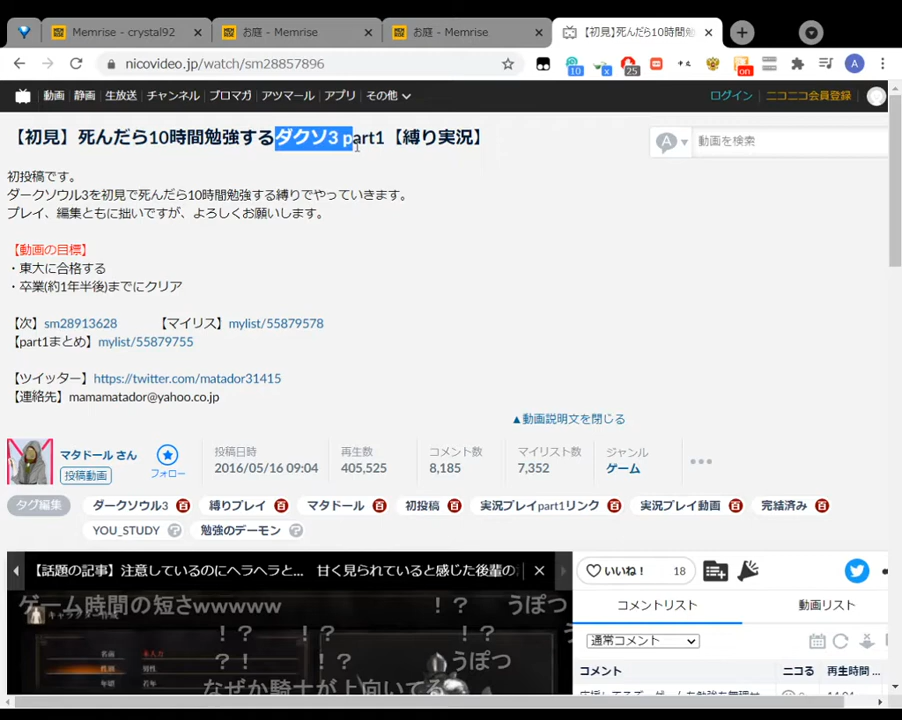 Memrise - crystal92
お庭 - Memrise
お庭 - Memrise
【初見】死んだら10時間勉
nicovideo.jp/watch/sm28857896
10
x
25
on
A
動画 静画 生放送 チャンネル ブロマガ アツマール アプリ その他
ログイン ニコニコ会員登録
【初見】死んだら10時間勉強するダクソ3 part1【縛り実況】
A 動画を検索
初投稿です。
ダークソウル3を初見で死んだら10時間勉強する縛りでやっていきます。
プレイ、編集ともに拙いですが、よろしくお願いします。
【動画の目標】
・東大に合格する
・卒業(約1年半後)までにクリア
【次】sm28913628 【マイリス】mylist/55879578
【part1まとめ】mylist/55879755
【ツイッター】https://twitter.com/matador31415
【連絡先】mamamatador@yahoo.co.jp
▲動画説明文を閉じる
マタドール さん
投稿動画
フォロー
投稿日時
2016/05/16 09:04
再生数
405,525
コメント数
8,185
マイリスト数
7,352
ジャンル
ゲーム
タグ編集 ダークソウル3 百 縛りプレイ 百 マタドール 百 初投稿 百 実況プレイpart1リンク 百 実況プレイ動画 百 完結済み 百
YOU_STUDY ? 勉強のデーモン ?
【話題の記事】注意しているのにヘラヘラと... 甘く見られていると感じた後輩の
いいね！ 18
ゲーム時間の短さwwwww ！？ うぽつ
キャラクター作成
！？ ！？
？！ ！？ うぽつ
なぜか騎士が上向いてる
コメントリスト 動画リスト
通常コメント
コメント ニコる 再生時間